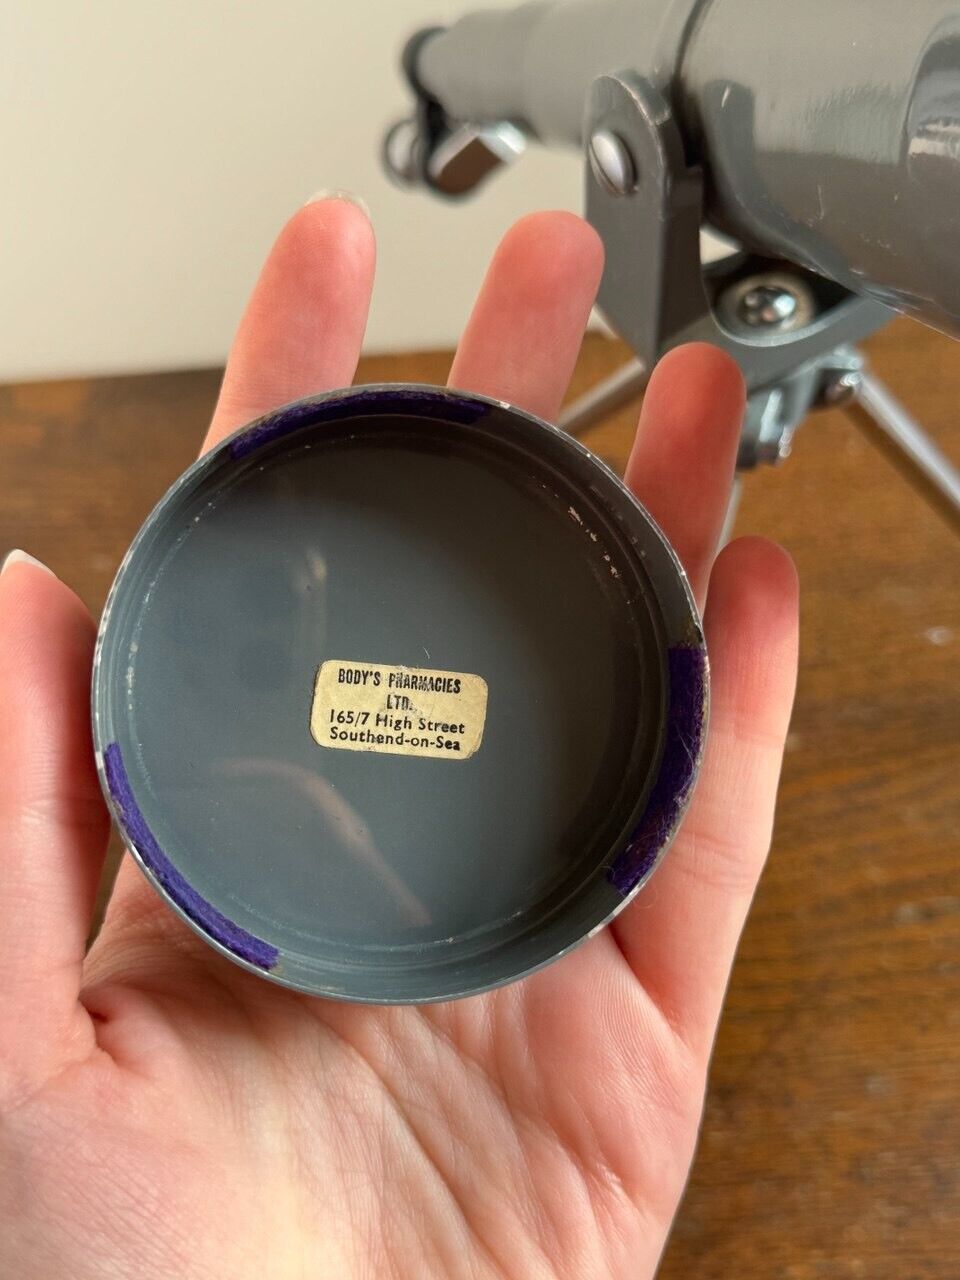 BODY'S PHARMACIES
LTD.
165/7 High Street
Southend-on-Sea